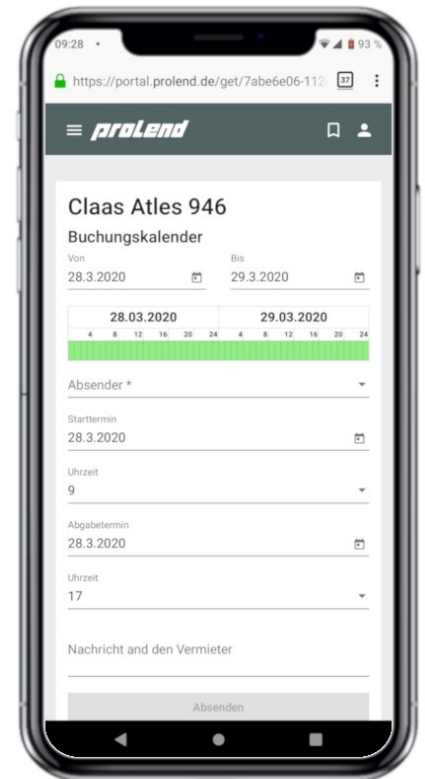 09:28
93 %
https://portal.prolend.de/get/7abe6e06-112
37
proLend
Claas Atles 946
Buchungskalender
Von
Bis
28.3.2020
29.3.2020
28.03.2020
29.03.2020
4 8 12 16 20 24 4 8 12 16 20 24
Absender *
Starttermin
28.3.2020
Uhrzeit
9
Abgabetermin
28.3.2020
Uhrzeit
17
Nachricht and den Vermieter
Absenden